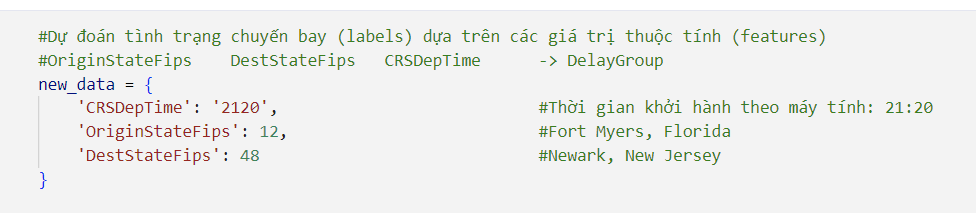 #Dự đoán tình trạng chuyến bay (labels) dựa trên các giá trị thuộc tính (features)
#OriginStateFips    DestStateFips   CRSDepTime      -> DelayGroup
new_data = {
    'CRSDepTime': '2120',                           #Thời gian khởi hành theo máy tính: 21:20
    'OriginStateFips': 12,                          #Fort Myers, Florida
    'DestStateFips': 48                             #Newark, New Jersey
}